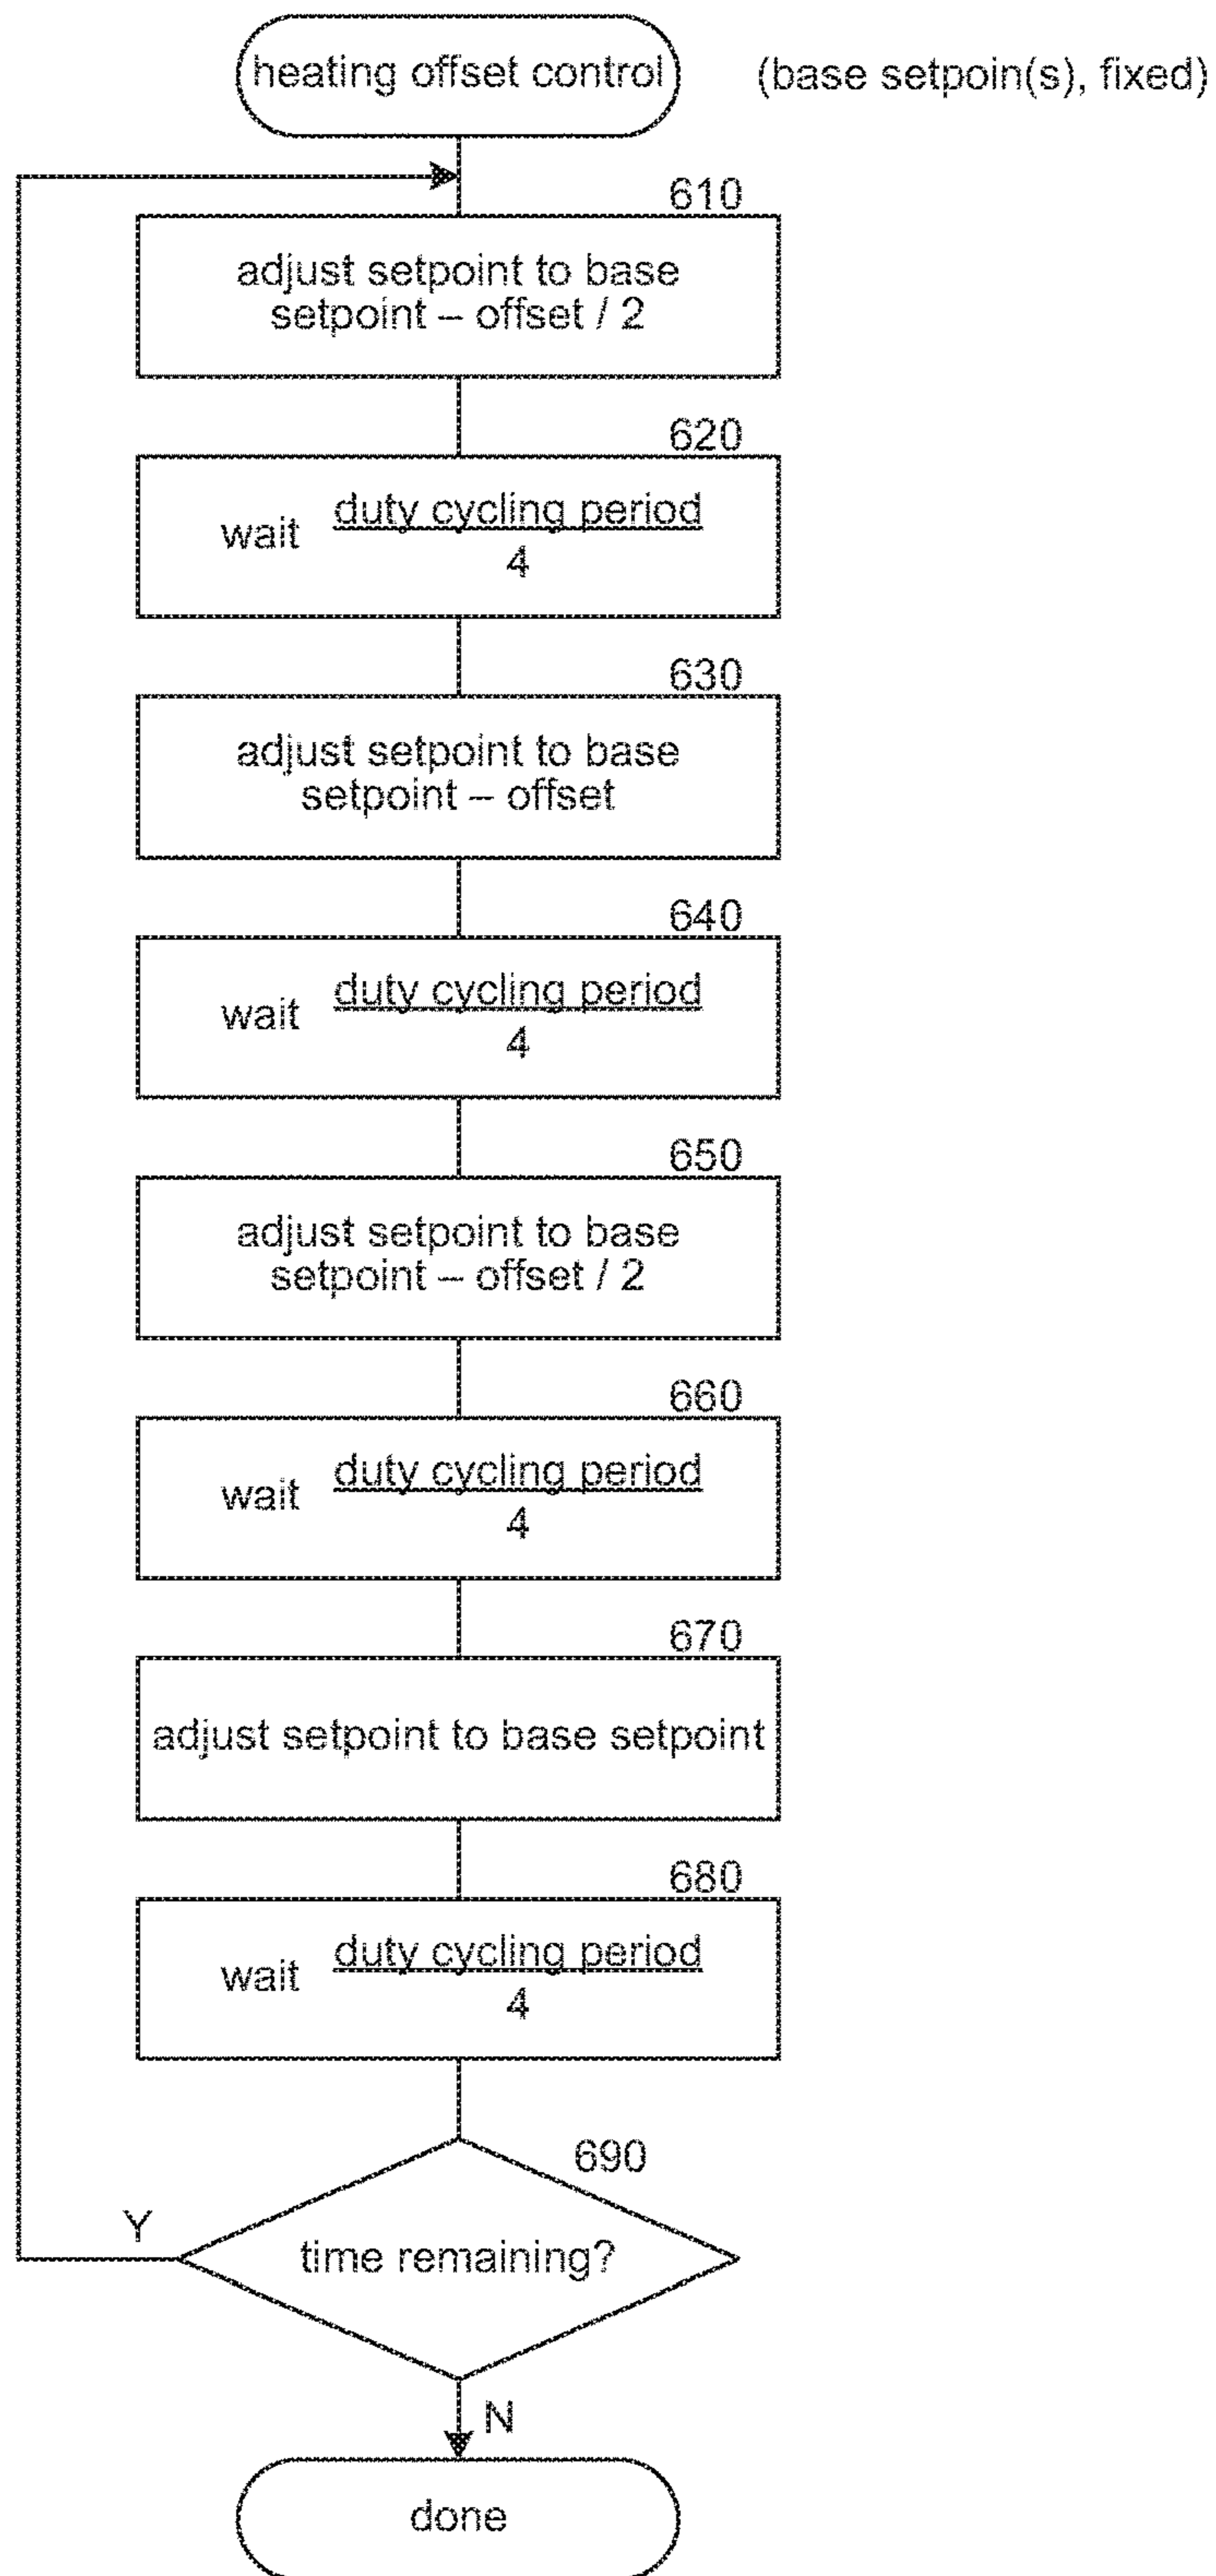 heating offset control
(base setpoin(s), fixed)
610
adjust setpoint to base
setpoint – offset / 2
620
wait duty cycling period
4
630
adjust setpoint to base
setpoint – offset
640
wait duty cycling period
4
650
adjust setpoint to base
setpoint – offset / 2
660
wait duty cycling period
4
670
adjust setpoint to base setpoint
680
wait duty cycling period
4
690
Y
time remaining?
N
done